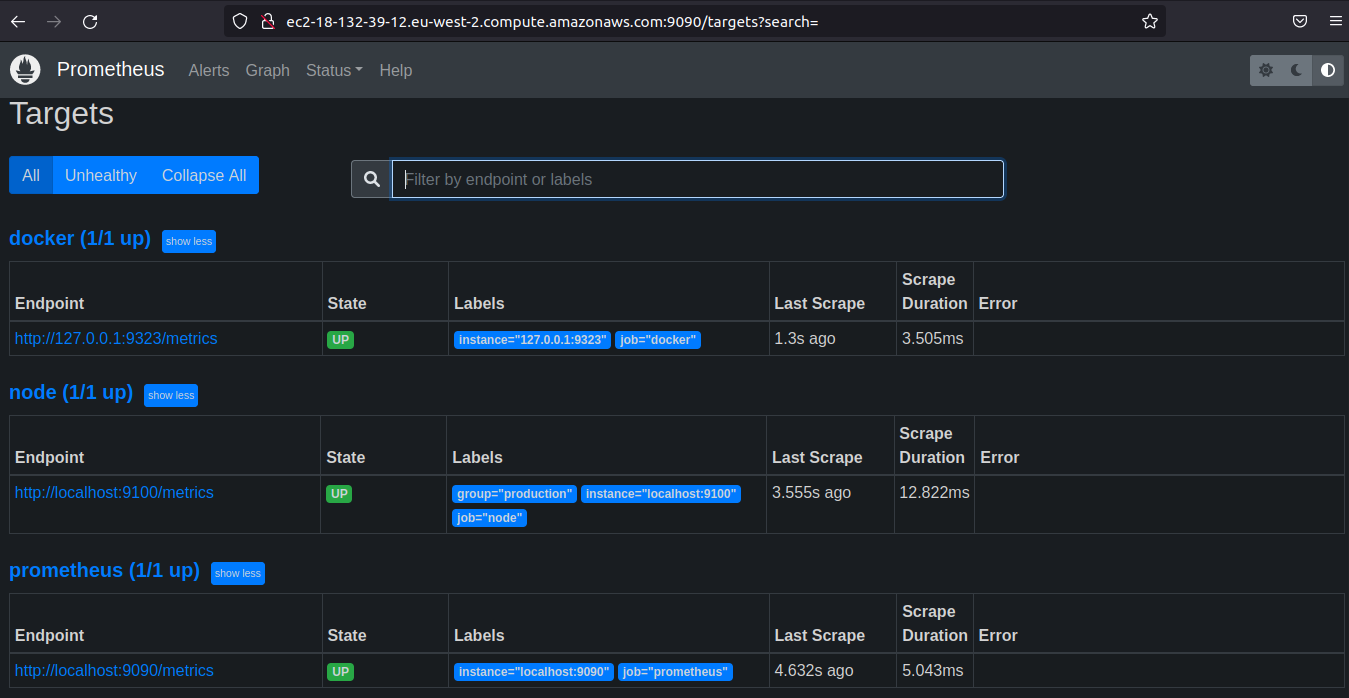 ec2-18-132-39-12.eu-west-2.compute.amazonaws.com:9090/targets?search=
Prometheus Alerts Graph Status Help
Targets
All Unhealthy Collapse All Filter by endpoint or labels
docker (1/1 up) show less
Endpoint State Labels Last Scrape Scrape Duration Error
http://127.0.0.1:9323/metrics UP instance="127.0.0.1:9323" job="docker" 1.3s ago 3.505ms
node (1/1 up) show less
Endpoint State Labels Last Scrape Scrape Duration Error
http://localhost:9100/metrics UP group="production" instance="localhost:9100" 3.555s ago 12.822ms
job="node"
prometheus (1/1 up) show less
Endpoint State Labels Last Scrape Scrape Duration Error
http://localhost:9090/metrics UP instance="localhost:9090" job="prometheus" 4.632s ago 5.043ms